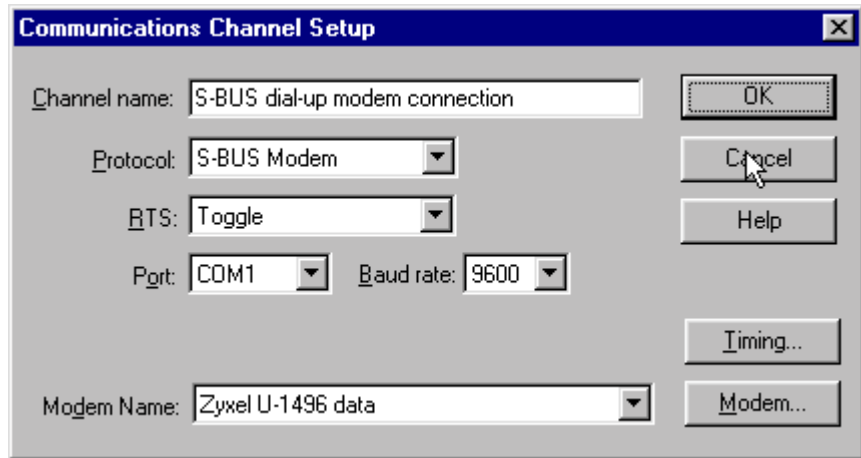 Communications Channel Setup
Channel name: S-BUS dial-up modem connection OK
Protocol: S-BUS Modem Cancel
RTS: Toggle Help
Port: COM1 Baud rate: 9600
Timing...
Modem Name: Zyxel U-1496 data Modem...